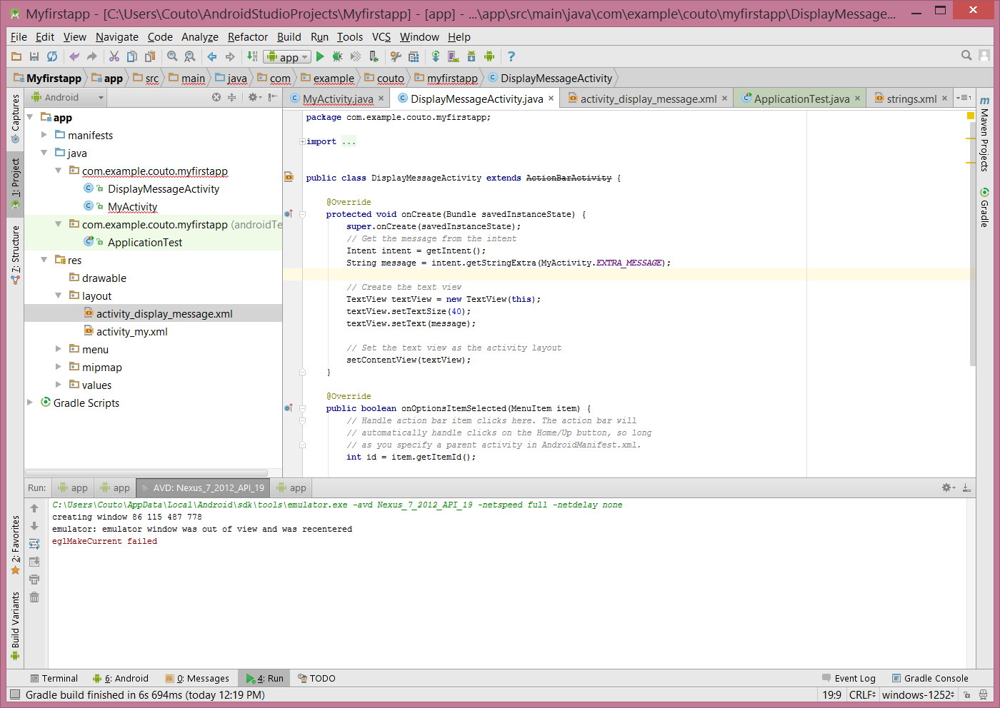 Myfirstapp - [C:\Users\Couto\AndroidStudioProjects\Myfirstapp] - [app] - ...\app\src\main\java\com\example\couto\myfirstapp\DisplayMessage...
File Edit View Navigate Code Analyze Refactor Build Run Tools VCS Window Help
app
Myfirstapp app src main java com example couto myfirstapp DisplayMessageActivity
Android
MyActivity.java DisplayMessageActivity.java activity_display_message.xml ApplicationTest.java strings.xml
Captures
1: Project
7: Structure
2: Favorites
Build Variants
app
manifests
java
com.example.couto.myfirstapp
DisplayMessageActivity
MyActivity
com.example.couto.myfirstapp (androidTe
ApplicationTest
res
drawable
layout
activity_display_message.xml
activity_my.xml
menu
mipmap
values
Gradle Scripts
package com.example.couto.myfirstapp;
import ...
public class DisplayMessageActivity extends ActionBarActivity {
@Override
protected void onCreate(Bundle savedInstanceState) {
super.onCreate(savedInstanceState);
// Get the message from the intent
Intent intent = getIntent();
String message = intent.getStringExtra(MyActivity.EXTRA_MESSAGE);
// Create the text view
TextView textView = new TextView(this);
textView.setTextSize(40);
textView.setText(message);
// Set the text view as the activity layout
setContentView(textView);
}
@Override
public boolean onOptionsItemSelected(MenuItem item) {
// Handle action bar item clicks here. The action bar will
// automatically handle clicks on the Home/Up button, so long
// as you specify a parent activity in AndroidManifest.xml.
int id = item.getItemId();
m Maven Projects
Gradle
Run: app app AVD: Nexus_7_2012_API_19 app
C:\Users\Couto\AppData\Local\Android\sdk\tools\emulator.exe -avd Nexus_7_2012_API_19 -netspeed full -netdelay none
creating window 86 115 487 778
emulator: emulator window was out of view and was recentered
eglMakeCurrent failed
Terminal 6: Android 0: Messages 4: Run TODO Event Log Gradle Console
Gradle build finished in 6s 694ms (today 12:19 PM) 19:9 CRLF windows-1252